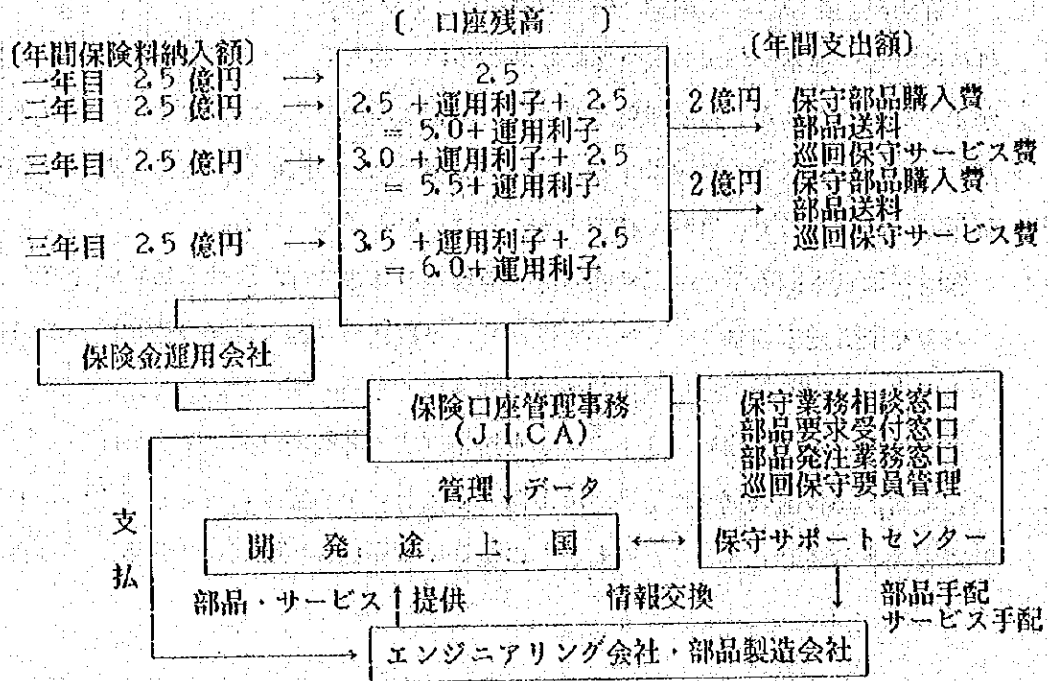 〔 口座残高 〕
〔年間保険料納入額〕 〔年間支出額〕
一年目 2.5 億円 → 2.5
二年目 2.5 億円 → 2.5 +運用利子+ 2.5 2億円 保守部品購入費
= 5.0+運用利子 → 部品送料
三年目 2.5 億円 → 3.0 +運用利子+ 2.5 巡回保守サービス費
= 5.5+運用利子 2億円 保守部品購入費
→ 部品送料
三年目 2.5 億円 → 3.5 +運用利子+ 2.5 巡回保守サービス費
= 6.0+運用利子
保険金運用会社
保険口座管理事務
(JICA)
保守業務相談窓口
部品要求受付窓口
部品発注業務窓口
巡回保守要員管理
保守サポートセンター
管理↓データ
支払
開発途上国 ←→
部品・サービス↑提供 情報交換 ↓ 部品手配
サービス手配
エンジニアリング会社・部品製造会社